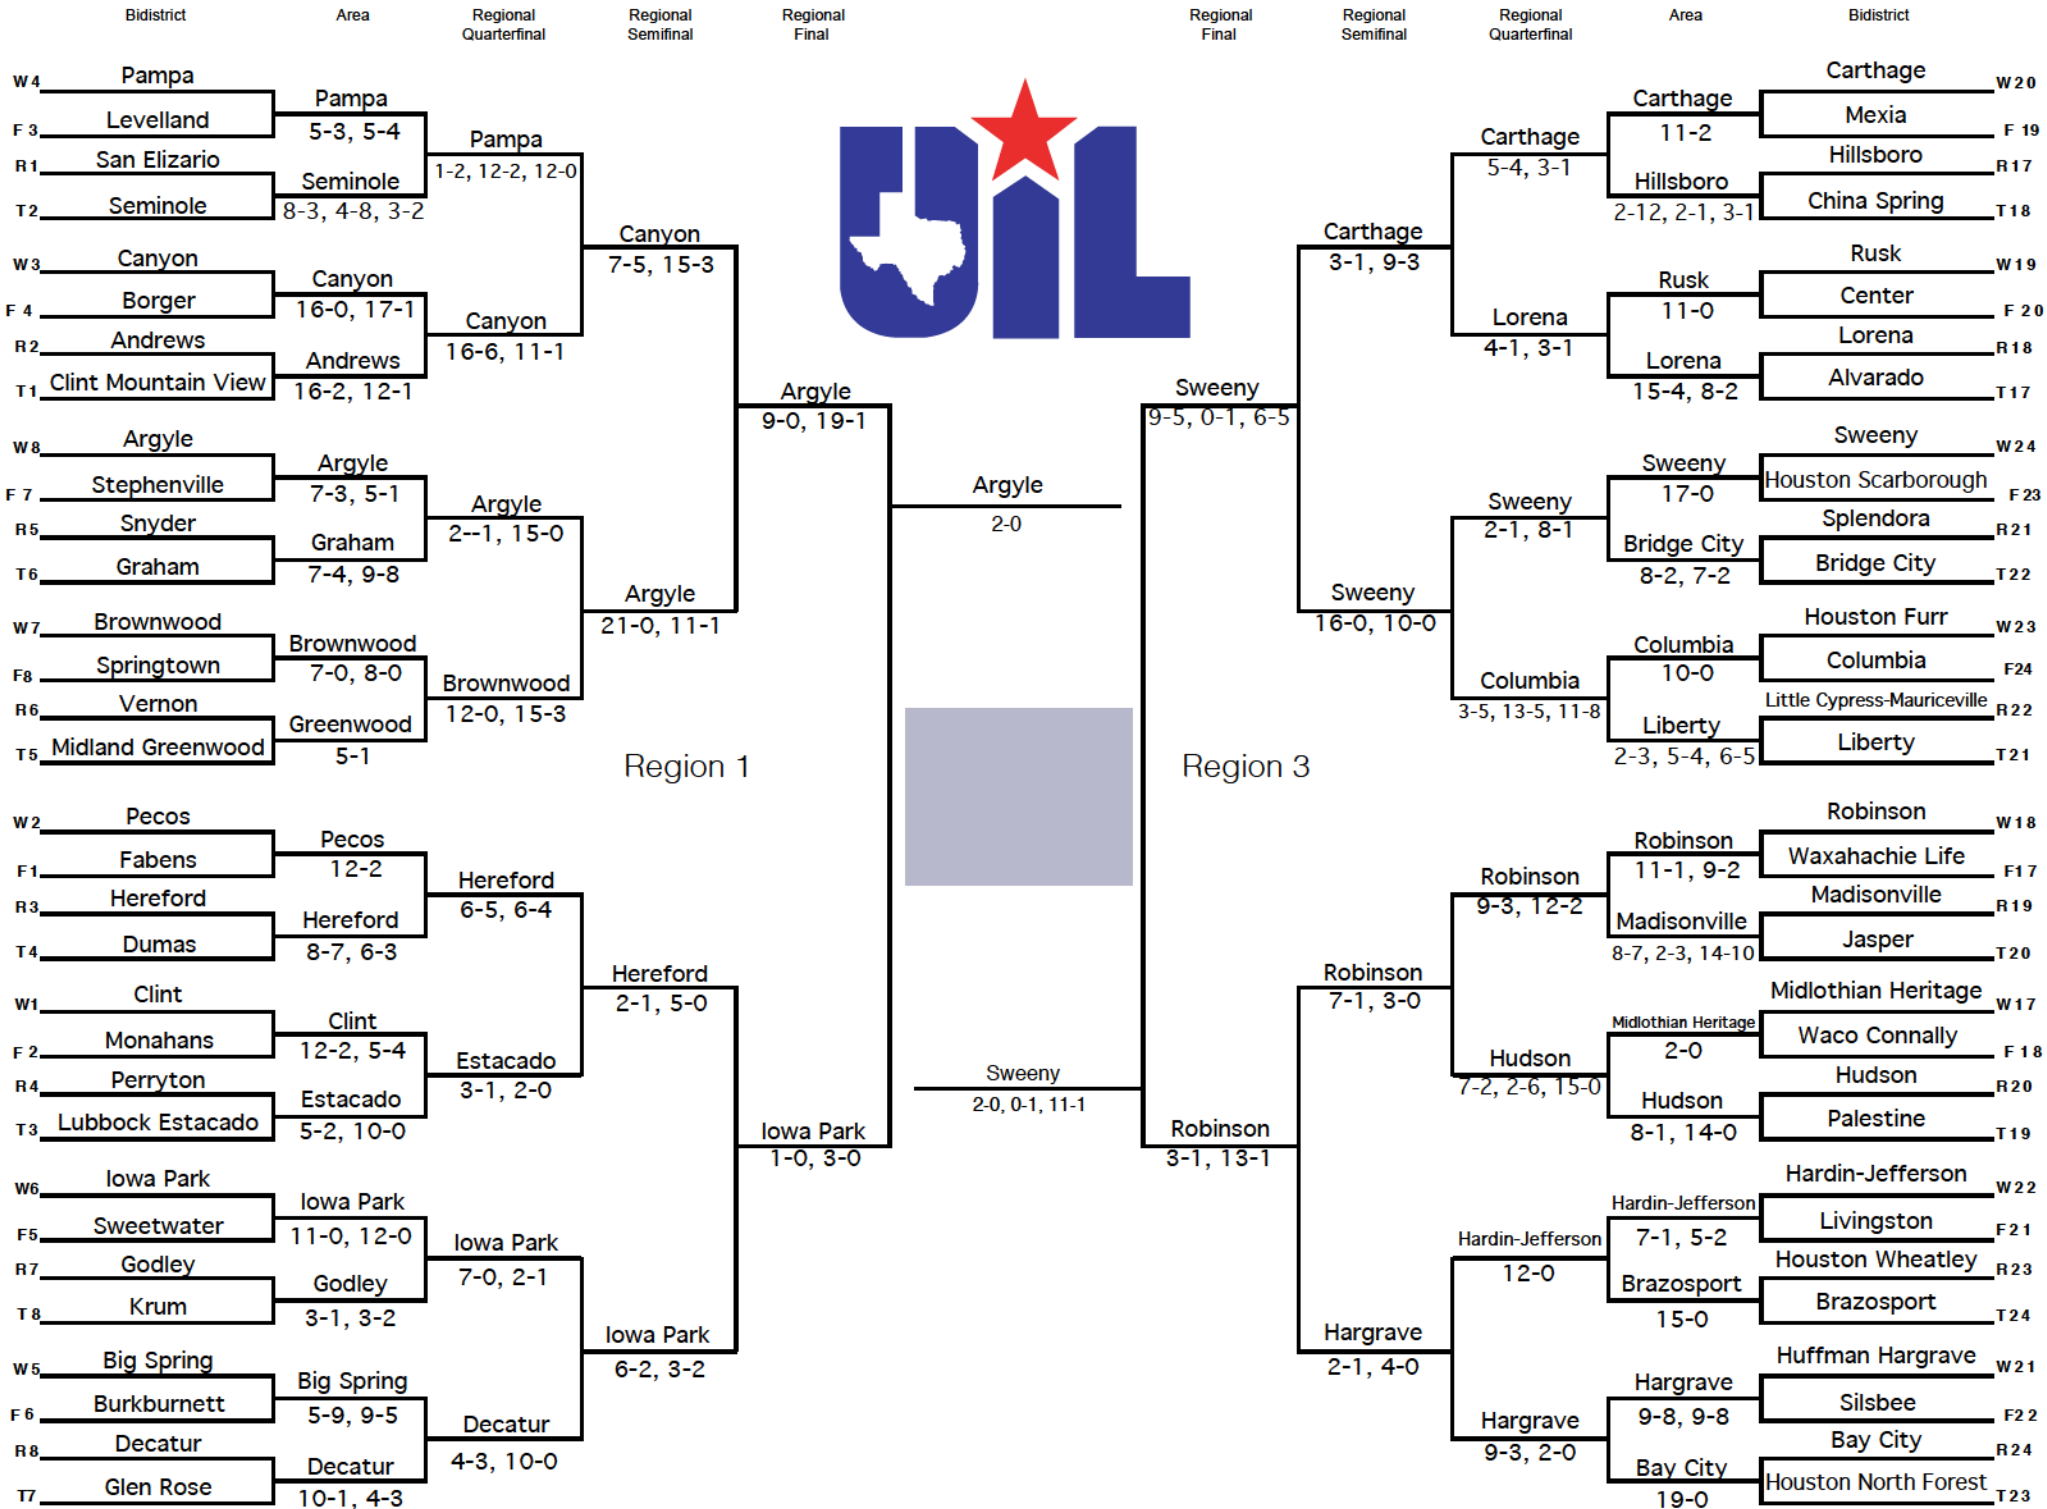 Bidistrict
Area
Regional
Quarterfinal
Regional
Semifinal
Regional
Final
Regional
Final
Regional
Semifinal
Regional
Quarterfinal
Area
Bidistrict
W4 Pampa
F 3 Levelland
R1 San Elizario
T2 Seminole
W3 Canyon
F 4 Borger
R2 Andrews
T1 Clint Mountain View
W8 Argyle
F 7 Stephenville
R5 Snyder
T6 Graham
W7 Brownwood
F8 Springtown
R6 Vernon
T5 Midland Greenwood
W2 Pecos
F1 Fabens
R3 Hereford
T4 Dumas
W1 Clint
F 2 Monahans
R4 Perryton
T3 Lubbock Estacado
W6 Iowa Park
F5 Sweetwater
R7 Godley
T8 Krum
W5 Big Spring
F6 Burkburnett
R8 Decatur
T7 Glen Rose
Pampa
5-3, 5-4
Seminole
8-3, 4-8, 3-2
Canyon
16-0, 17-1
Andrews
16-2, 12-1
Argyle
7-3, 5-1
Graham
7-4, 9-8
Brownwood
7-0, 8-0
Greenwood
5-1
Pecos
12-2
Hereford
8-7, 6-3
Clint
12-2, 5-4
Estacado
5-2, 10-0
Iowa Park
11-0, 12-0
Godley
3-1, 3-2
Big Spring
5-9, 9-5
Decatur
10-1, 4-3
Pampa
1-2, 12-2, 12-0
Canyon
16-6, 11-1
Argyle
2--1, 15-0
Brownwood
12-0, 15-3
Hereford
6-5, 6-4
Estacado
3-1, 2-0
Iowa Park
7-0, 2-1
Decatur
4-3, 10-0
Canyon
7-5, 15-3
Argyle
21-0, 11-1
Hereford
2-1, 5-0
Iowa Park
6-2, 3-2
Argyle
9-0, 19-1
Iowa Park
1-0, 3-0
Region 1
UIL
Argyle
2-0
Sweeny
2-0, 0-1, 11-1
Region 3
Sweeny
9-5, 0-1, 6-5
Robinson
3-1, 13-1
Carthage
3-1, 9-3
Sweeny
16-0, 10-0
Robinson
7-1, 3-0
Hargrave
2-1, 4-0
Carthage
5-4, 3-1
Lorena
4-1, 3-1
Sweeny
2-1, 8-1
Columbia
3-5, 13-5, 11-8
Robinson
9-3, 12-2
Hudson
7-2, 2-6, 15-0
Hardin-Jefferson
12-0
Hargrave
9-3, 2-0
Carthage
11-2
Hillsboro
2-12, 2-1, 3-1
Rusk
11-0
Lorena
15-4, 8-2
Sweeny
17-0
Bridge City
8-2, 7-2
Columbia
10-0
Liberty
2-3, 5-4, 6-5
Robinson
11-1, 9-2
Madisonville
8-7, 2-3, 14-10
Midlothian Heritage
2-0
Hudson
8-1, 14-0
Hardin-Jefferson
7-1, 5-2
Brazosport
15-0
Hargrave
9-8, 9-8
Bay City
19-0
Carthage W20
Mexia F 19
Hillsboro R17
China Spring T18
Rusk W19
Center F 20
Lorena R18
Alvarado T17
Sweeny W24
Houston Scarborough F23
Splendora R21
Bridge City T22
Houston Furr W23
Columbia F24
Little Cypress-Mauriceville R22
Liberty T21
Robinson W18
Waxahachie Life F17
Madisonville R19
Jasper T20
Midlothian Heritage W17
Waco Connally F 18
Hudson R20
Palestine T19
Hardin-Jefferson W22
Livingston F21
Houston Wheatley R23
Brazosport T24
Huffman Hargrave W21
Silsbee F22
Bay City R24
Houston North Forest T23